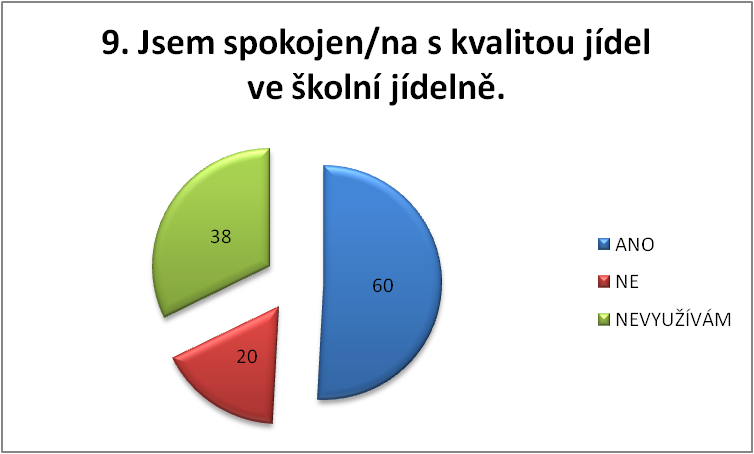 9. Jsem spokojen/na s kvalitou jídel
ve školní jídelně.
38
60
20
ANO
NE
NEVYUŽÍVÁM